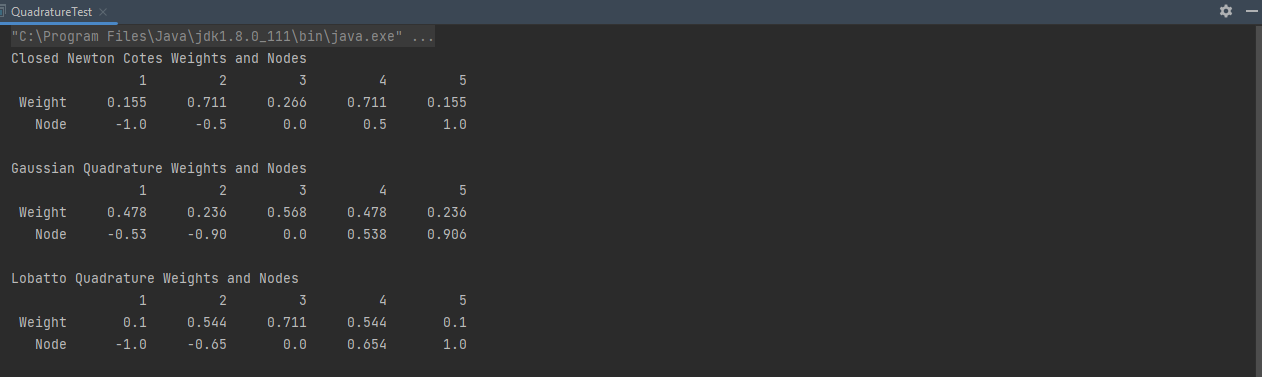 QuadratureTest
"C:\Program Files\Java\jdk1.8.0_111\bin\java.exe" ...
Closed Newton Cotes Weights and Nodes
1 2 3 4 5
Weight 0.155 0.711 0.266 0.711 0.155
Node -1.0 -0.5 0.0 0.5 1.0
Gaussian Quadrature Weights and Nodes
1 2 3 4 5
Weight 0.478 0.236 0.568 0.478 0.236
Node -0.53 -0.90 0.0 0.538 0.906
Lobatto Quadrature Weights and Nodes
1 2 3 4 5
Weight 0.1 0.544 0.711 0.544 0.1
Node -1.0 -0.65 0.0 0.654 1.0